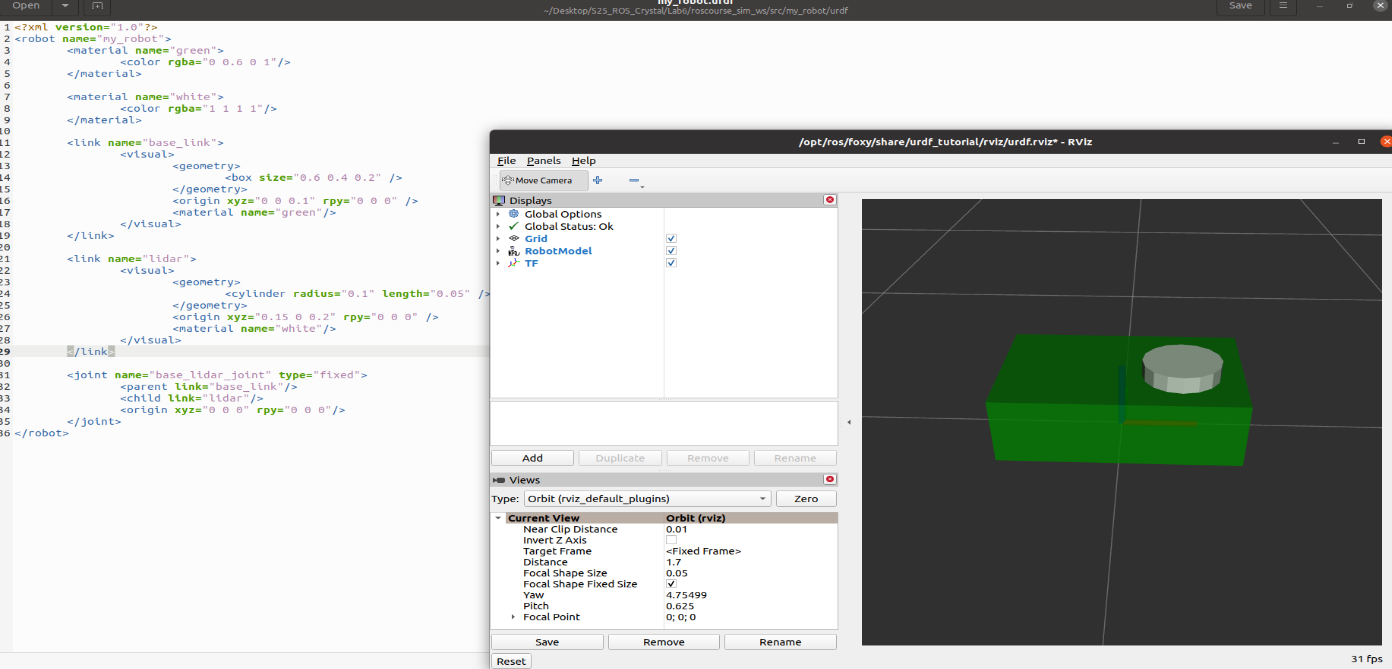 Open
my_robot.urdf
~/Desktop/S25_ROS_Crystal/Lab6/roscourse_sim_ws/src/my_robot/urdf
Save
1 <?xml version="1.0"?>
2 <robot name="my_robot">
3 <material name="green">
4 <color rgba="0 0.6 0 1"/>
5 </material>
6
7 <material name="white">
8 <color rgba="1 1 1 1"/>
9 </material>
10
11 <link name="base_link">
12 <visual>
13 <geometry>
14 <box size="0.6 0.4 0.2" />
15 </geometry>
16 <origin xyz="0 0 0.1" rpy="0 0 0" />
17 <material name="green"/>
18 </visual>
19 </link>
20
21 <link name="lidar">
22 <visual>
23 <geometry>
24 <cylinder radius="0.1" length="0.05" />
25 </geometry>
26 <origin xyz="0.15 0 0.2" rpy="0 0 0" />
27 <material name="white"/>
28 </visual>
29 </link>
30
31 <joint name="base_lidar_joint" type="fixed">
32 <parent link="base_link"/>
33 <child link="lidar"/>
34 <origin xyz="0 0 0" rpy="0 0 0"/>
35 </joint>
36 </robot>
/opt/ros/foxy/share/urdf_tutorial/rviz/urdf.rviz* - RViz
File Panels Help
Move Camera
Displays
Global Options
Global Status: Ok
Grid
RobotModel
TF
Add Duplicate Remove Rename
Views
Type: Orbit (rviz_default_plugins) Zero
Current View Orbit (rviz)
Near Clip Distance 0.01
Invert Z Axis
Target Frame <Fixed Frame>
Distance 1.7
Focal Shape Size 0.05
Focal Shape Fixed Size
Yaw 4.75499
Pitch 0.625
Focal Point 0; 0; 0
Save Remove Rename
Reset
31 fps